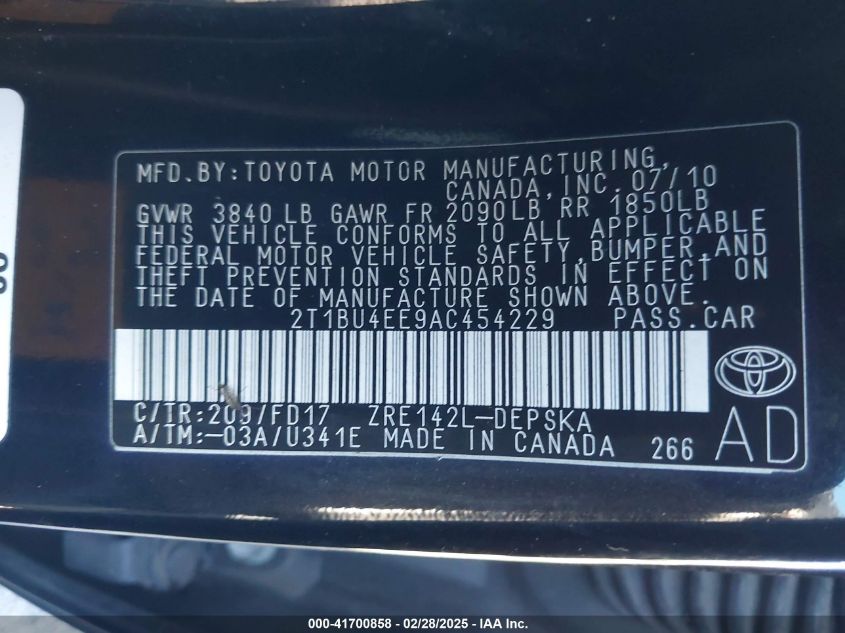 MFD.BY:TOYOTA MOTOR MANUFACTURING,
CANADA,INC. 07/10
GVWR 3840 LB GAWR FR 2090LB RR 1850LB
THIS VEHICLE CONFORMS TO ALL APPLICABLE
FEDERAL MOTOR VEHICLE SAFETY,BUMPER,AND
THEFT PREVENTION STANDARDS IN EFFECT ON
THE DATE OF MANUFACTURE SHOWN ABOVE.
2T1BU4EE9AC454229 PASS.CAR
C/TR:209/FD17 ZRE142L-DEPSKA
A/TM:-03A/U341E MADE IN CANADA 266
AD
000-41700858 - 02/28/2025 - IAA Inc.